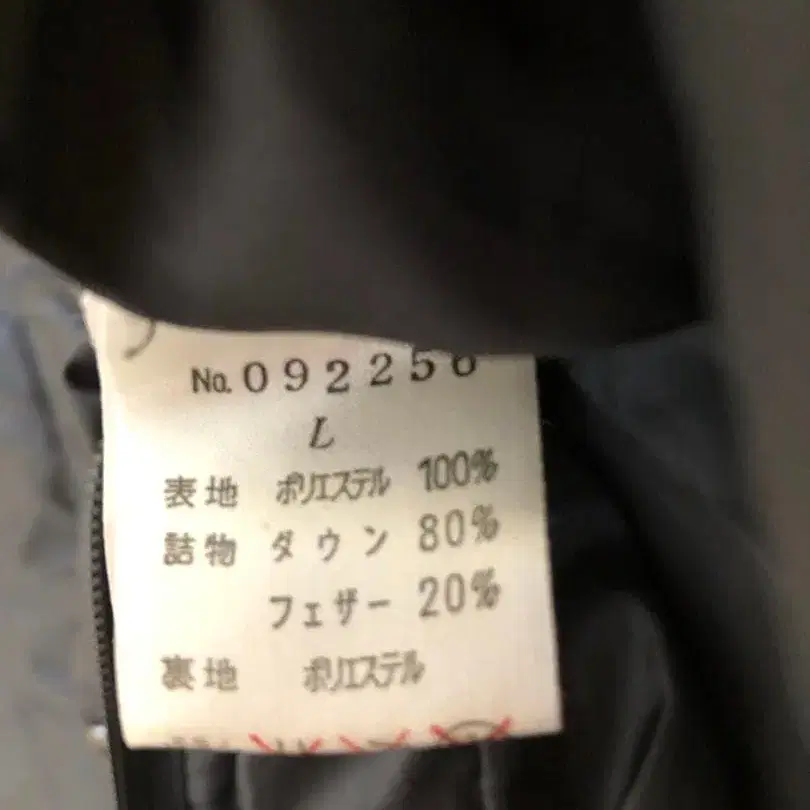 No. 092256
L
表地 ポリエステル 100%
詰物 ダウン 80%
フェザー 20%
裏地 ポリエステル